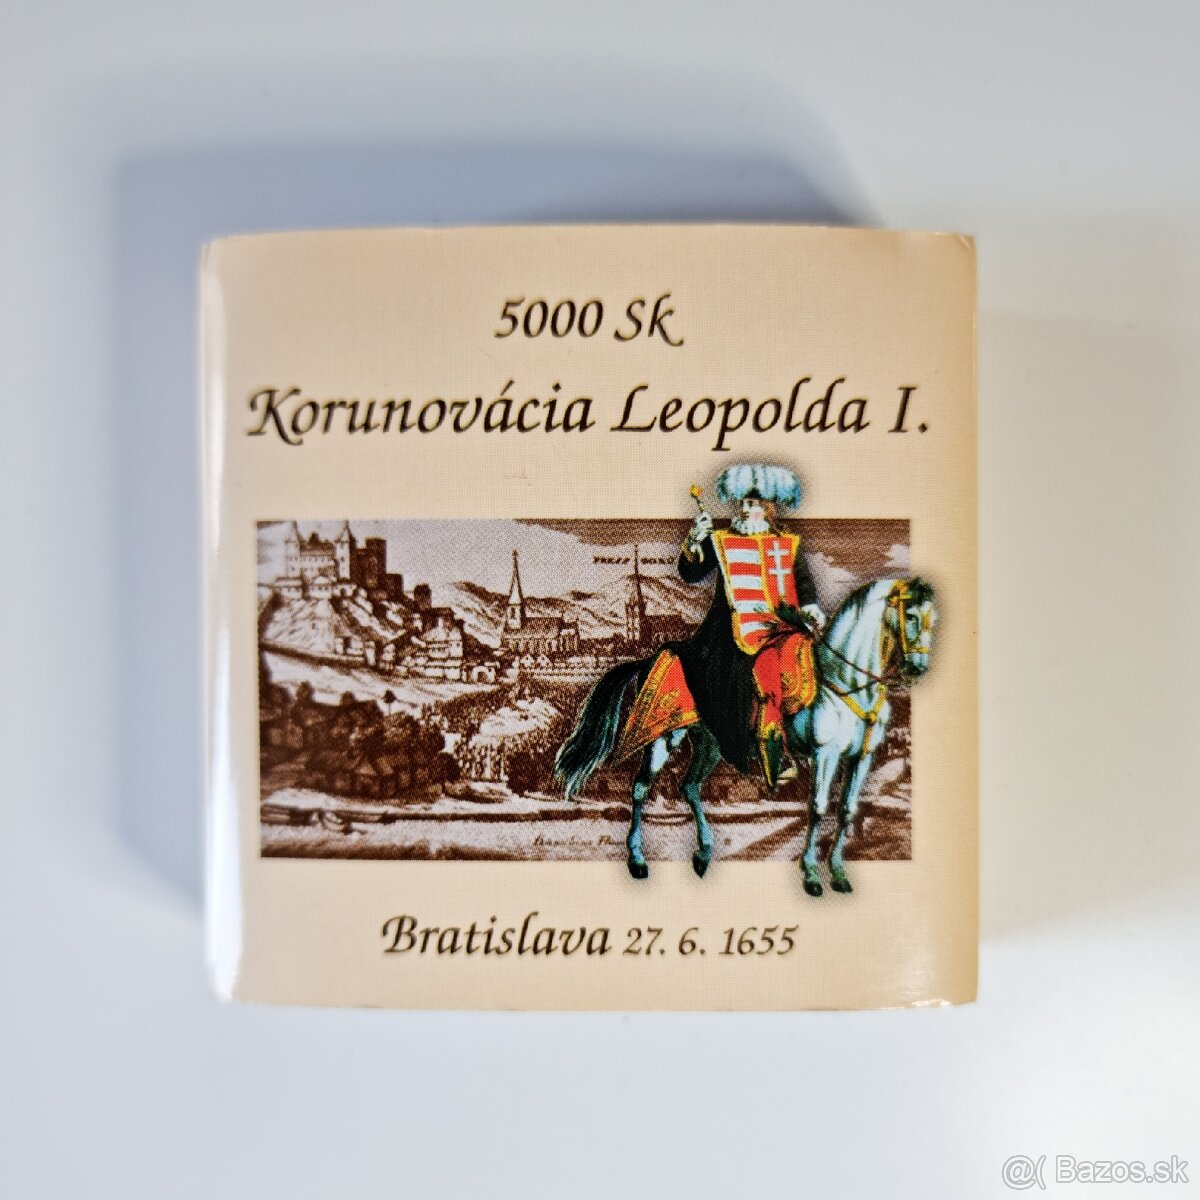 5000 Sk
Korunovácia Leopolda I.
Bratislava 27. 6. 1655
@( Bazos.sk